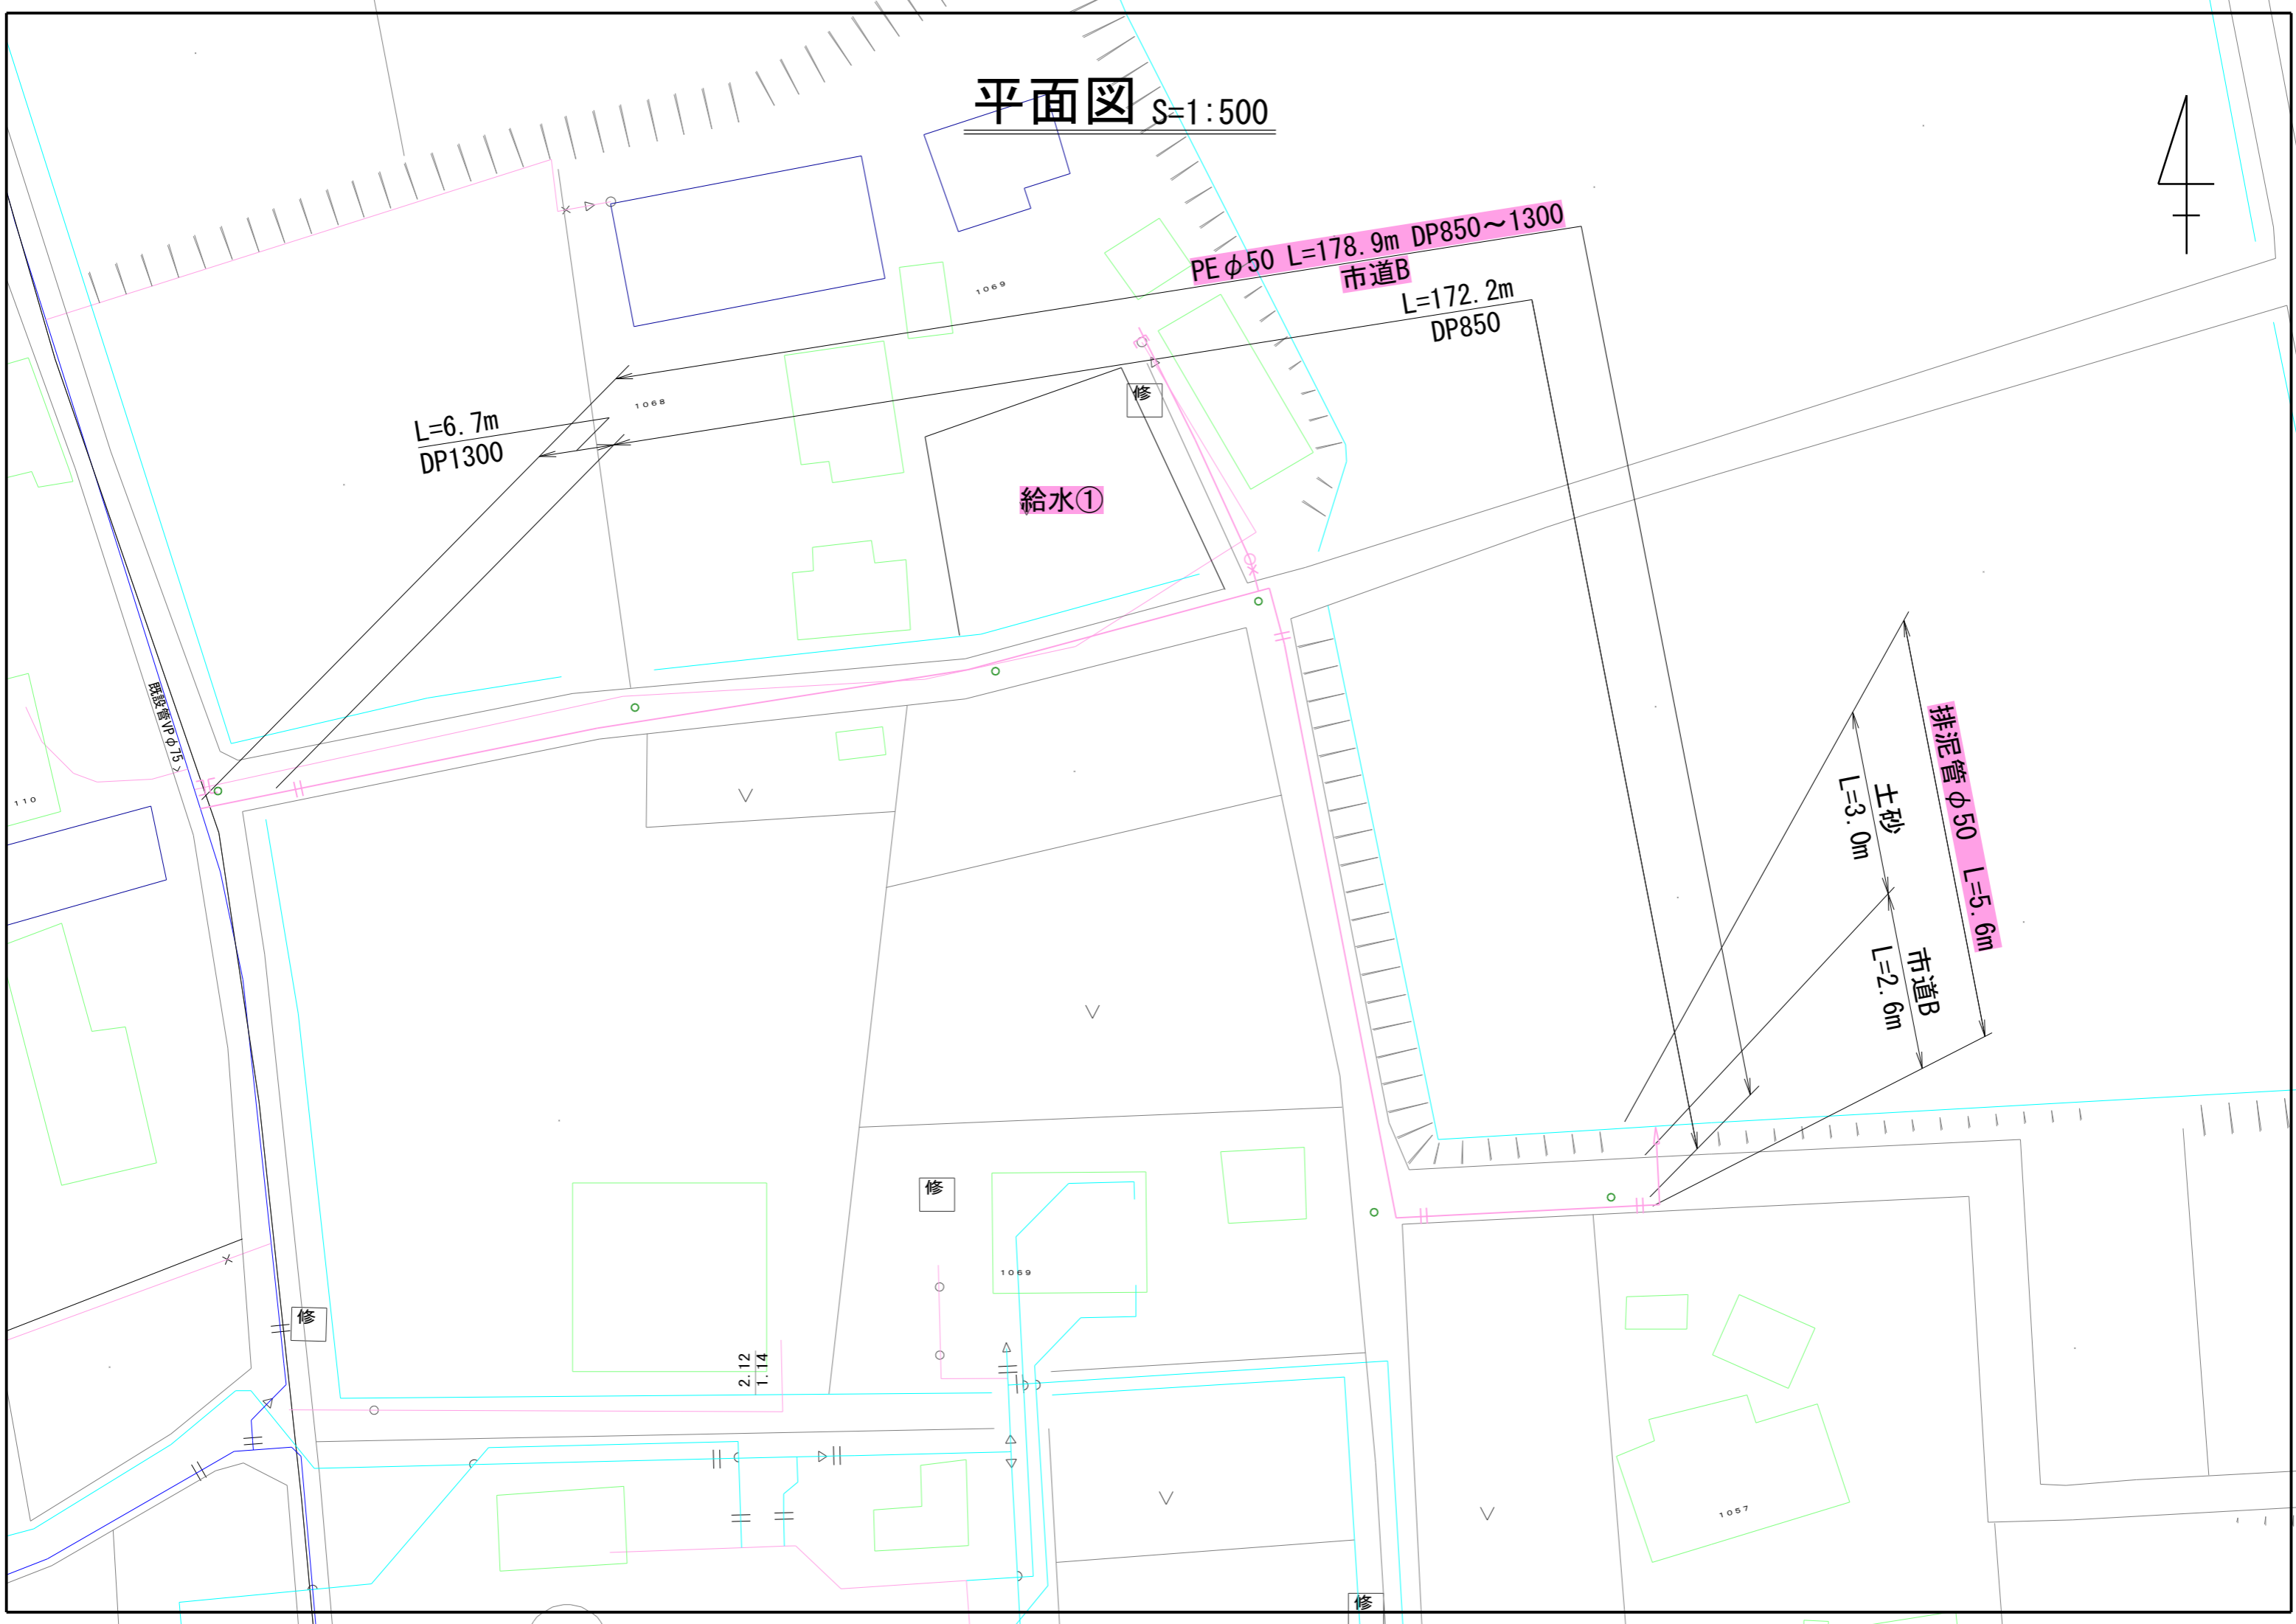 平面図 S=1:500
PEφ50 L=178.9m DP850～1300
市道B
L=172.2m
DP850
1069
1068
L=6.7m
DP1300
修
給水①
既設管VPφ75
110
排泥管φ50 L=5.6m
土砂
L=3.0m
市道B
L=2.6m
修
1069
修
2.12
1.14
1057
修